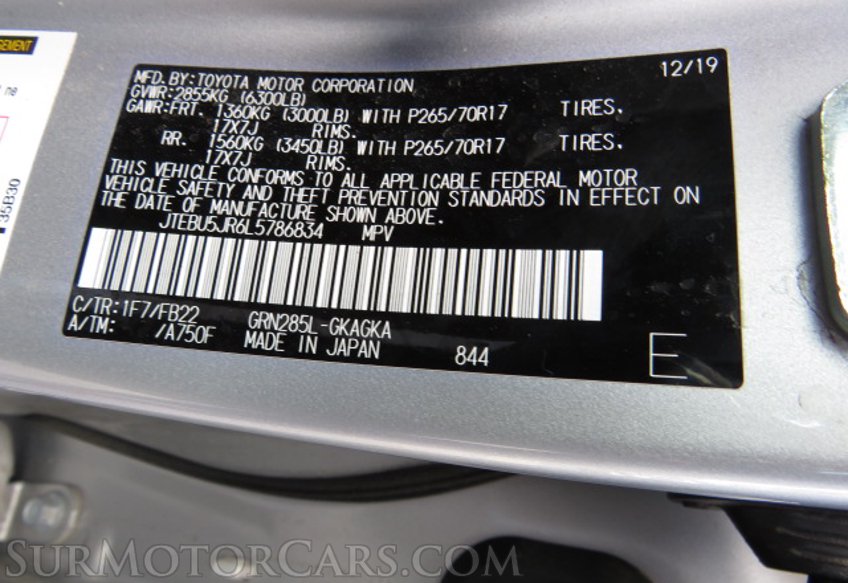 GEMENT
ne
35B30
12/19
MFD.BY:TOYOTA MOTOR CORPORATION
GVWR:2855KG (6300LB)
GAWR:FRT. 1360KG (3000LB) WITH P265/70R17 TIRES,
17X7J RIMS.
RR. 1560KG (3450LB) WITH P265/70R17 TIRES,
17X7J RIMS.
THIS VEHICLE CONFORMS TO ALL APPLICABLE FEDERAL MOTOR
VEHICLE SAFETY AND THEFT PREVENTION STANDARDS IN EFFECT ON
THE DATE OF MANUFACTURE SHOWN ABOVE.
JTEBU5JR6L5786834 MPV
C/TR:1F7/FB22 GRN285L-GKAGKA
A/TM: /A750F MADE IN JAPAN 844 E
SURMOTORCARS.COM